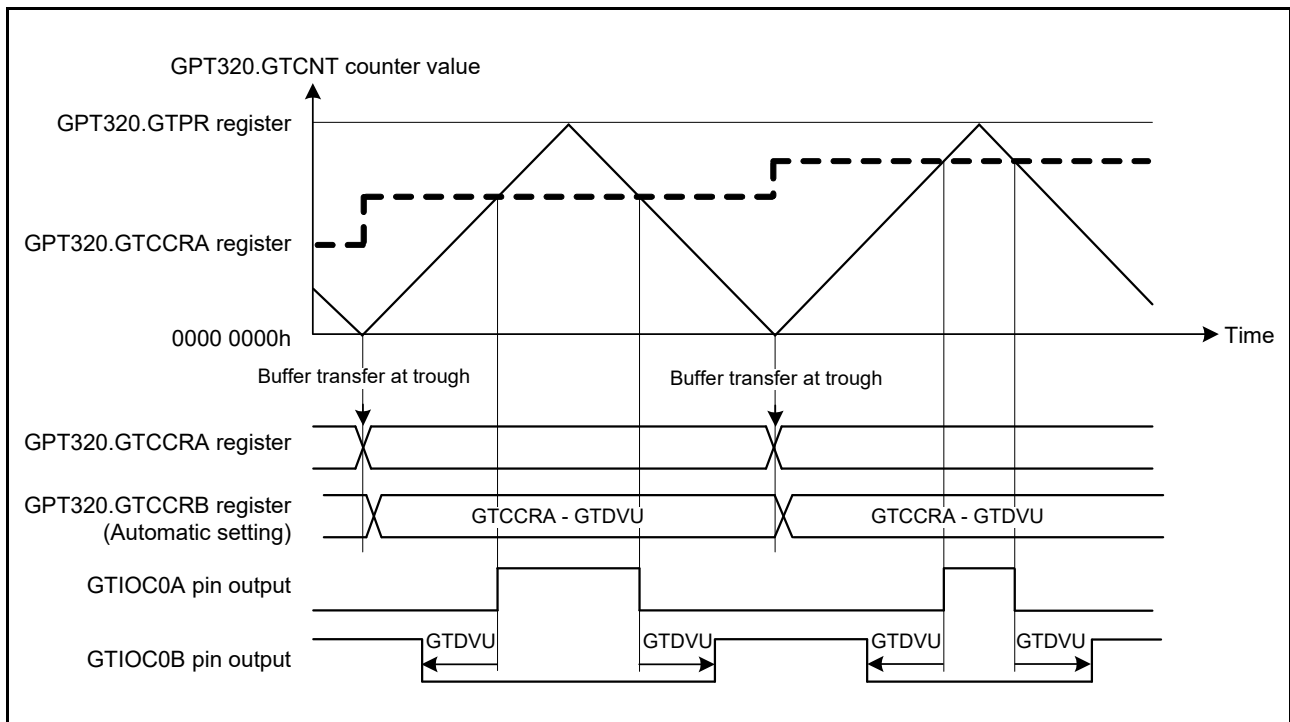 GPT320.GTCNT counter value
GPT320.GTPR register
GPT320.GTCCRA register
0000 0000h
Time
Buffer transfer at trough
Buffer transfer at trough
GPT320.GTCCRA register
GPT320.GTCCRB register
(Automatic setting)
GTCCRA - GTDVU
GTCCRA - GTDVU
GTIOC0A pin output
GTIOC0B pin output
GTDVU
GTDVU
GTDVU
GTDVU